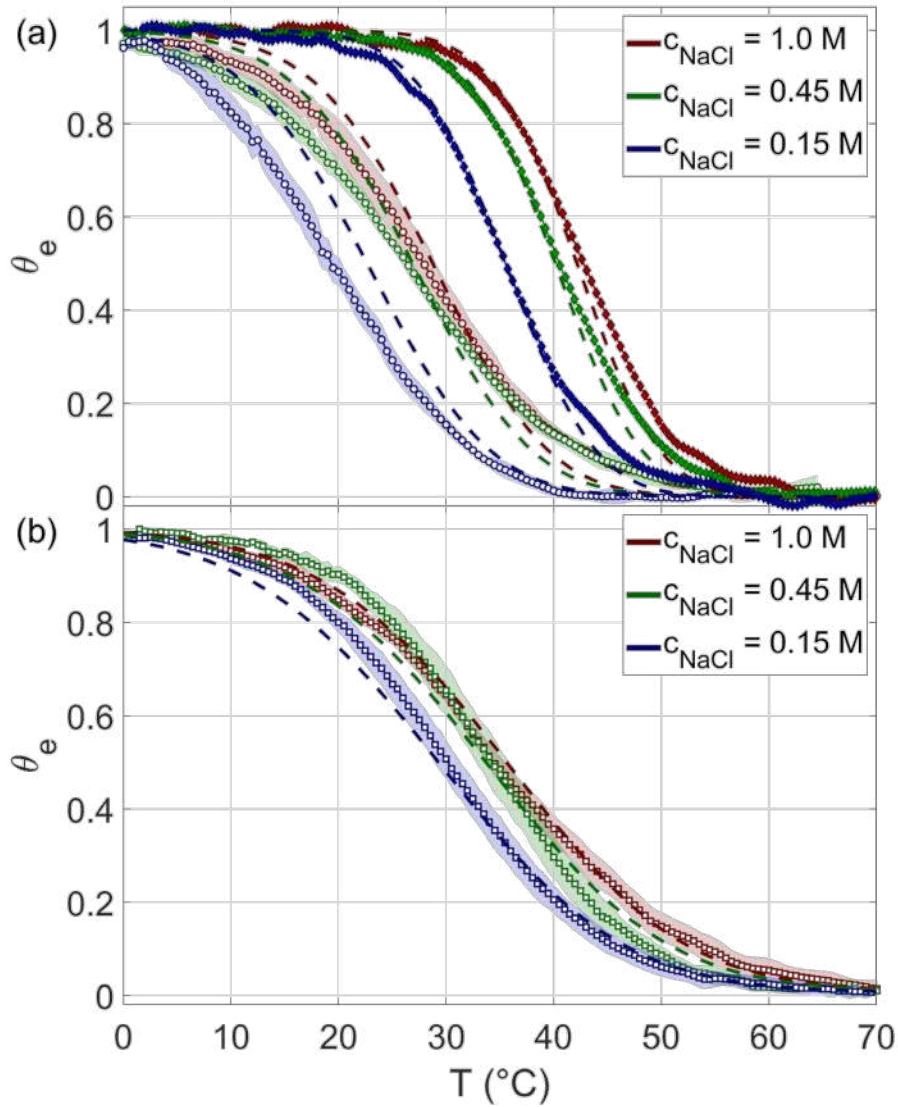 (a)
1
0.8
0.6
0.4
0.2
0
θe
cNaCl = 1.0 M
cNaCl = 0.45 M
cNaCl = 0.15 M
(b)
1
0.8
0.6
0.4
0.2
0
θe
cNaCl = 1.0 M
cNaCl = 0.45 M
cNaCl = 0.15 M
0 10 20 30 40 50 60 70
T (°C)